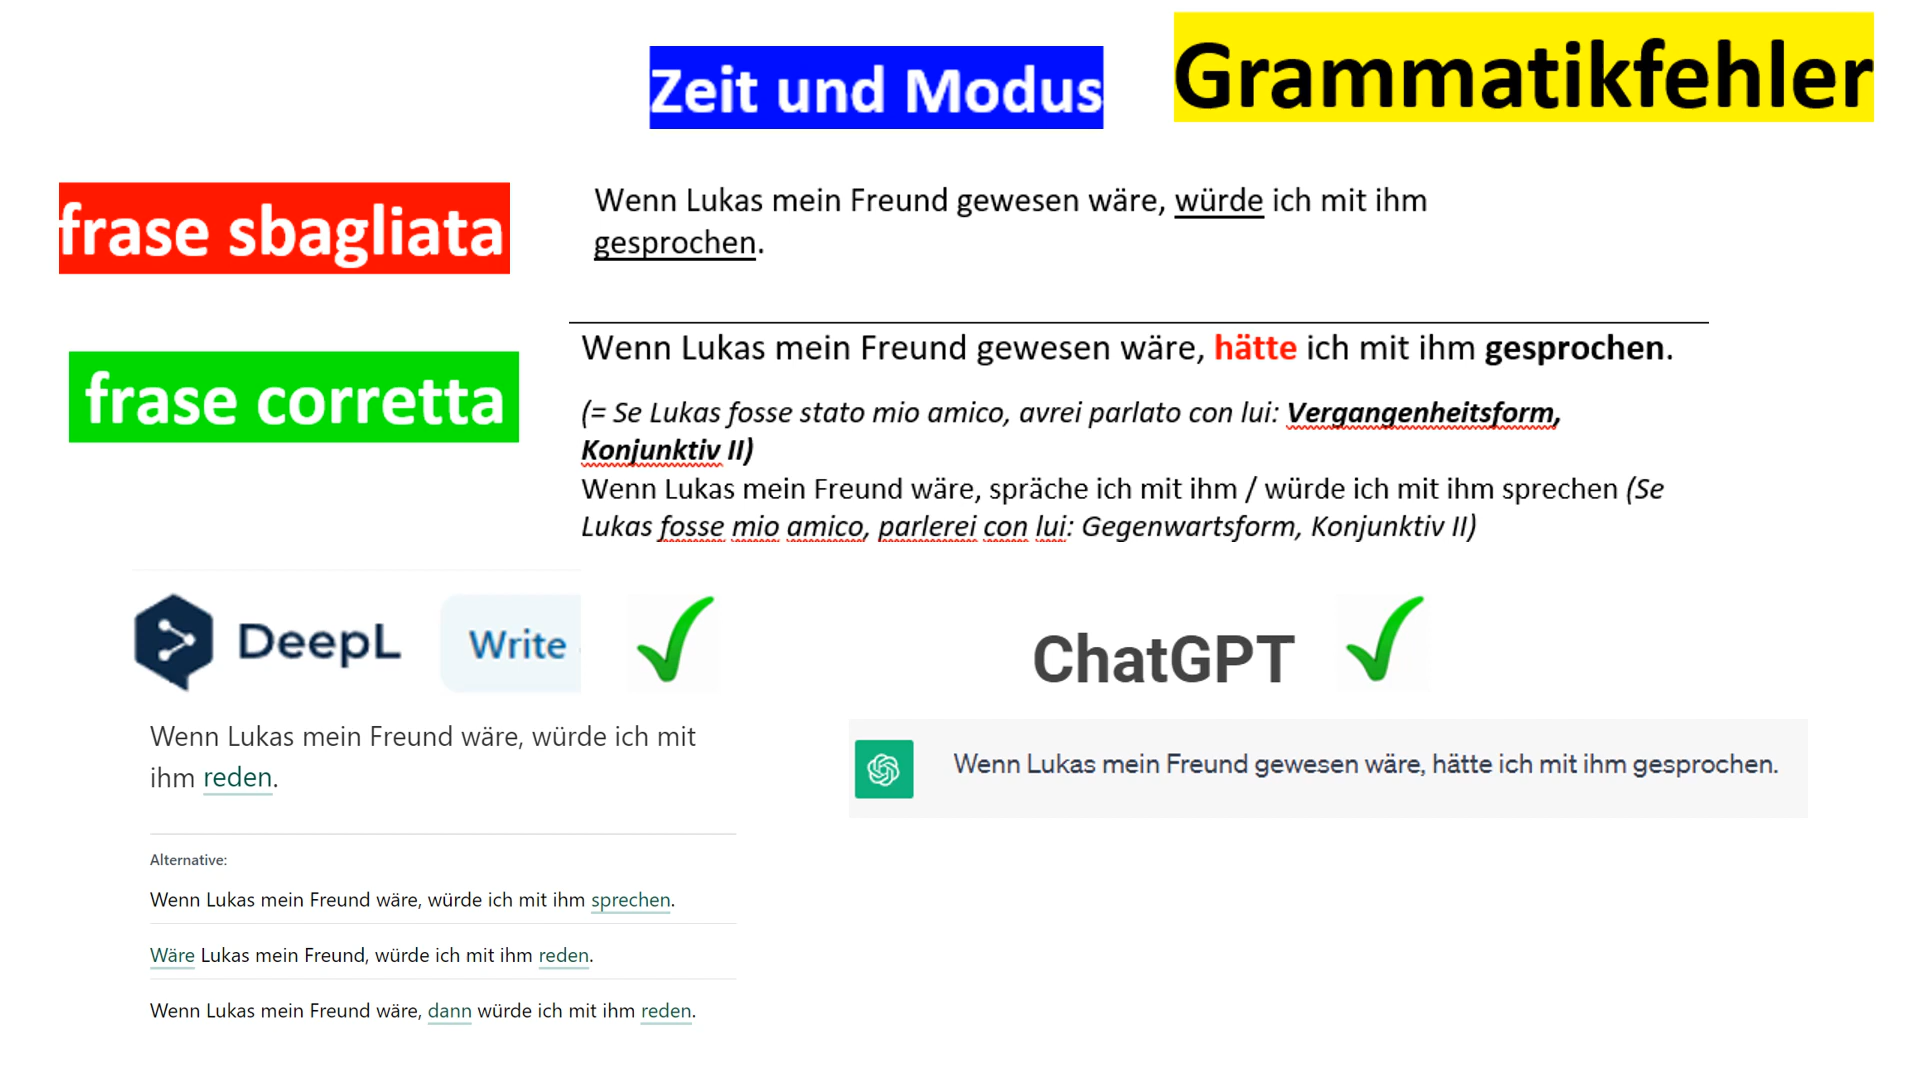 Zeit und Modus
Grammatikfehler
frase sbagliata
Wenn Lukas mein Freund gewesen wäre, würde ich mit ihm
gesprochen.
frase corretta
Wenn Lukas mein Freund gewesen wäre, hätte ich mit ihm gesprochen.
(= Se Lukas fosse stato mio amico, avrei parlato con lui: Vergangenheitsform,
Konjunktiv II)
Wenn Lukas mein Freund wäre, spräche ich mit ihm / würde ich mit ihm sprechen (Se
Lukas fosse mio amico, parlerei con lui: Gegenwartsform, Konjunktiv II)
DeepL Write
Wenn Lukas mein Freund wäre, würde ich mit
ihm reden.
Alternative:
Wenn Lukas mein Freund wäre, würde ich mit ihm sprechen.
Wäre Lukas mein Freund, würde ich mit ihm reden.
Wenn Lukas mein Freund wäre, dann würde ich mit ihm reden.
ChatGPT
Wenn Lukas mein Freund gewesen wäre, hätte ich mit ihm gesprochen.